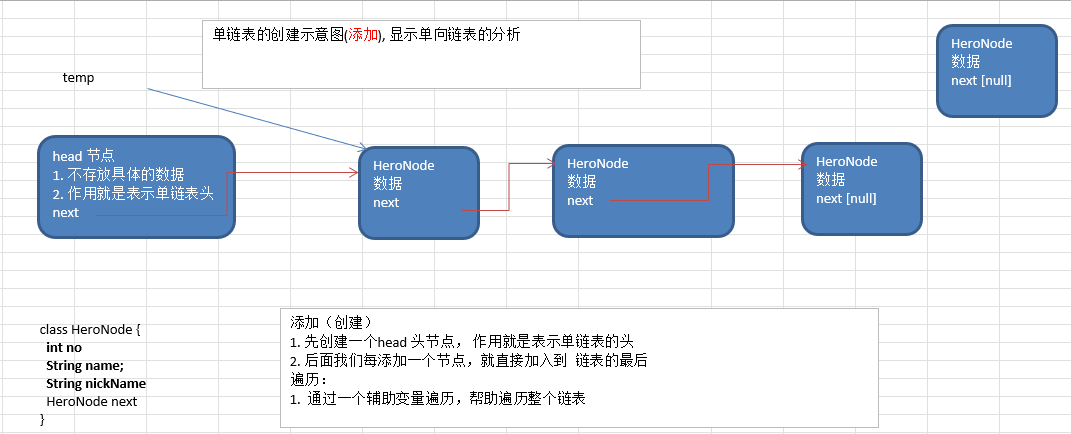 单链表的创建示意图(添加), 显示单向链表的分析
HeroNode
数据
next [null]
temp
head 节点
1. 不存放具体的数据
2. 作用就是表示单链表头
next
HeroNode
数据
next
HeroNode
数据
next
HeroNode
数据
next [null]
class HeroNode {
int no
String name;
String nickName
HeroNode next
}
添加（创建）
1. 先创建一个head 头节点， 作用就是表示单链表的头
2. 后面我们每添加一个节点，就直接加入到 链表的最后
遍历：
1. 通过一个辅助变量遍历，帮助遍历整个链表